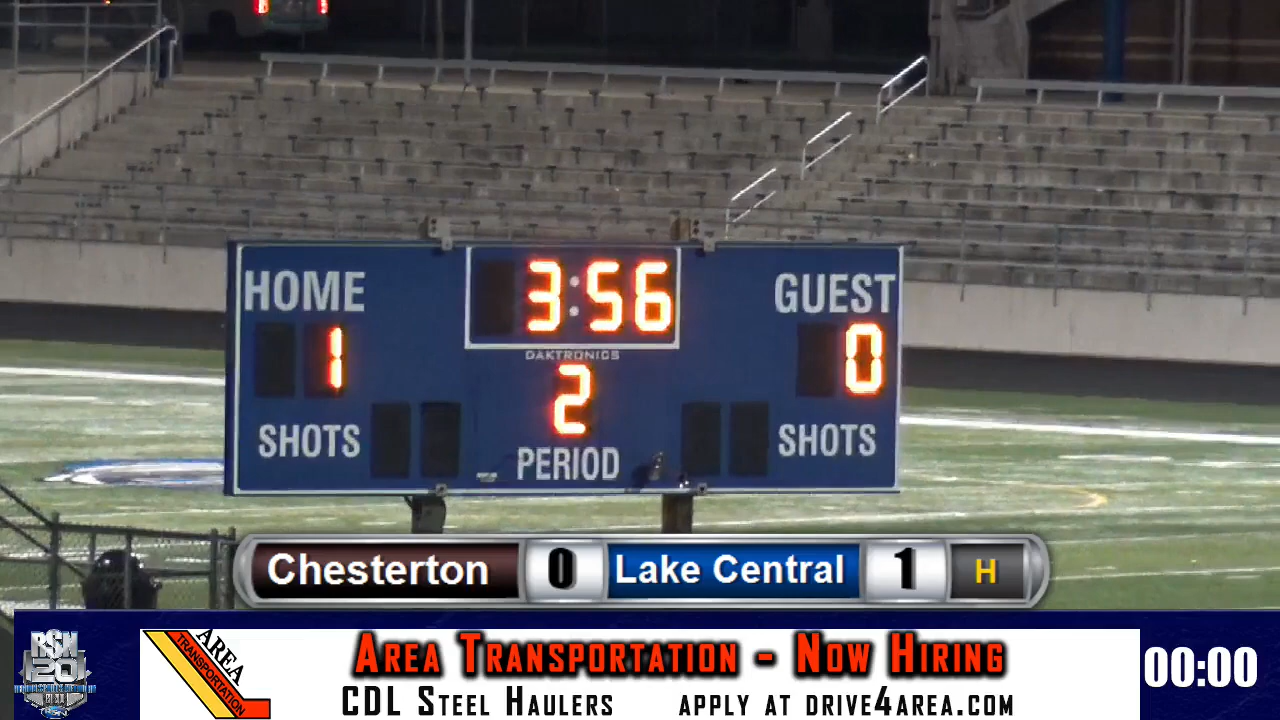 3:56
HOME
GUEST
1
0
DAKTRONICS
2
SHOTS
SHOTS
PERIOD
Chesterton 0 Lake Central 1 H
RSN
20
AREA
TRANSPORTATION
AREA TRANSPORTATION - NOW HIRING
CDL STEEL HAULERS APPLY AT DRIVE4AREA.COM
00:00